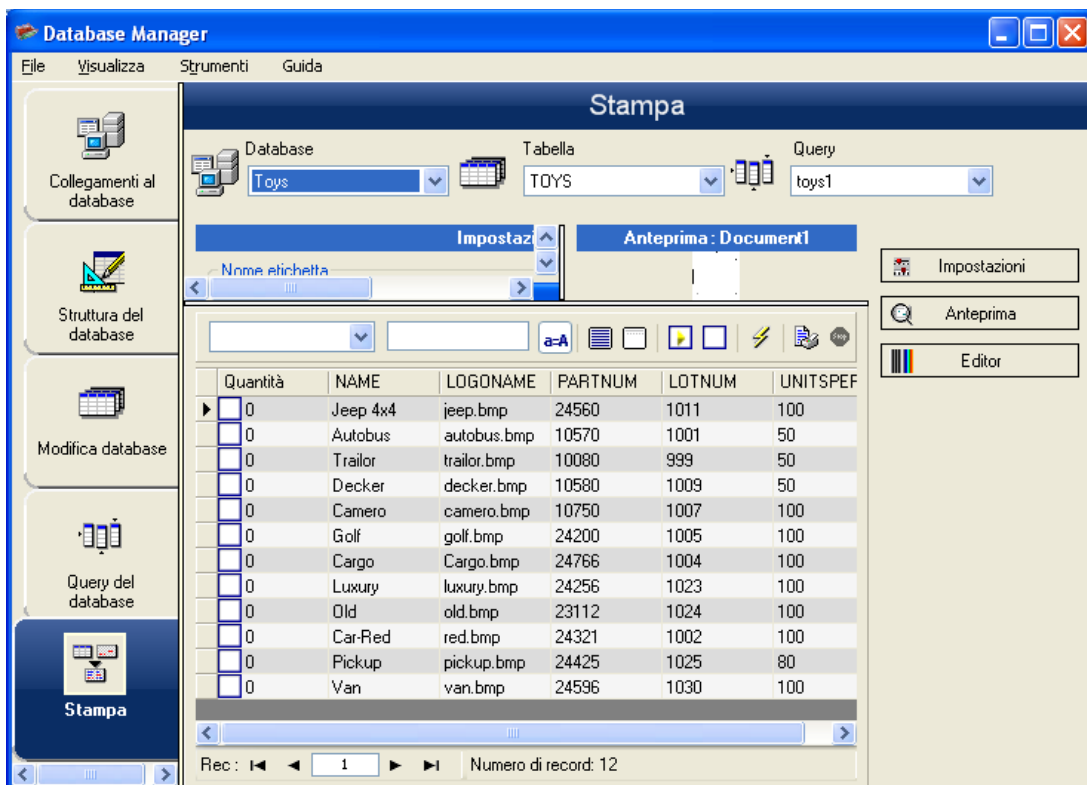 Database Manager
File Visualizza Strumenti Guida
Stampa
Collegamenti al
database
Struttura del
database
Modifica database
Query del
database
Stampa
Database Tabella Query
Toys TOYS toys1
Impostazi
Nome etichetta
Anteprima : Document1
Impostazioni
Anteprima
Editor
a=A
Quantità NAME LOGONAME PARTNUM LOTNUM UNITSPER
0 Jeep 4x4 jeep.bmp 24560 1011 100
0 Autobus autobus.bmp 10570 1001 50
0 Trailor trailor.bmp 10080 999 50
0 Decker decker.bmp 10580 1009 50
0 Camero camero.bmp 10750 1007 100
0 Golf golf.bmp 24200 1005 100
0 Cargo Cargo.bmp 24766 1004 100
0 Luxury luxury.bmp 24256 1023 100
0 Old old.bmp 23112 1024 100
0 Car-Red red.bmp 24321 1002 100
0 Pickup pickup.bmp 24425 1025 80
0 Van van.bmp 24596 1030 100
Rec : 1 Numero di record: 12